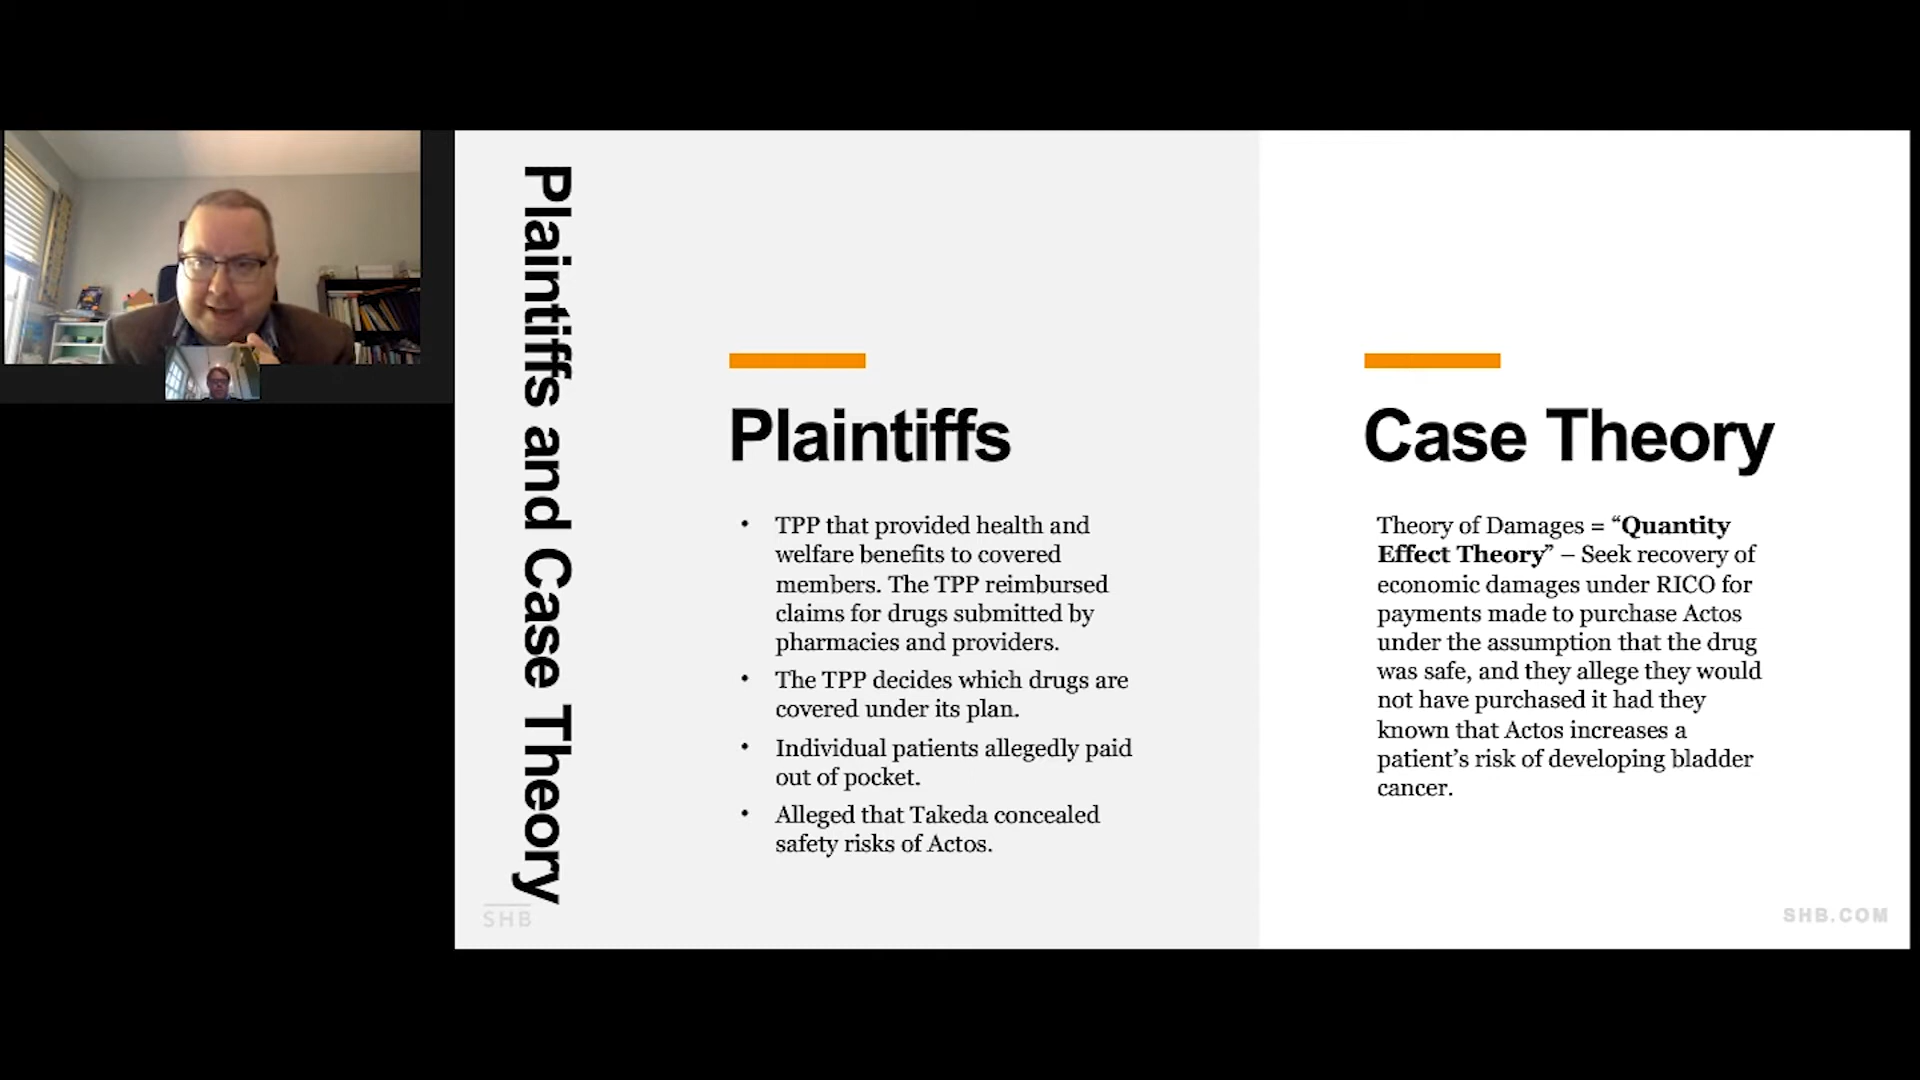 Plaintiffs and Case Theory
Plaintiffs
• TPP that provided health and
welfare benefits to covered
members. The TPP reimbursed
claims for drugs submitted by
pharmacies and providers.
• The TPP decides which drugs are
covered under its plan.
• Individual patients allegedly paid
out of pocket.
• Alleged that Takeda concealed
safety risks of Actos.
Case Theory
Theory of Damages = “Quantity
Effect Theory” – Seek recovery of
economic damages under RICO for
payments made to purchase Actos
under the assumption that the drug
was safe, and they allege they would
not have purchased it had they
known that Actos increases a
patient’s risk of developing bladder
cancer.
SHB
SHB.COM